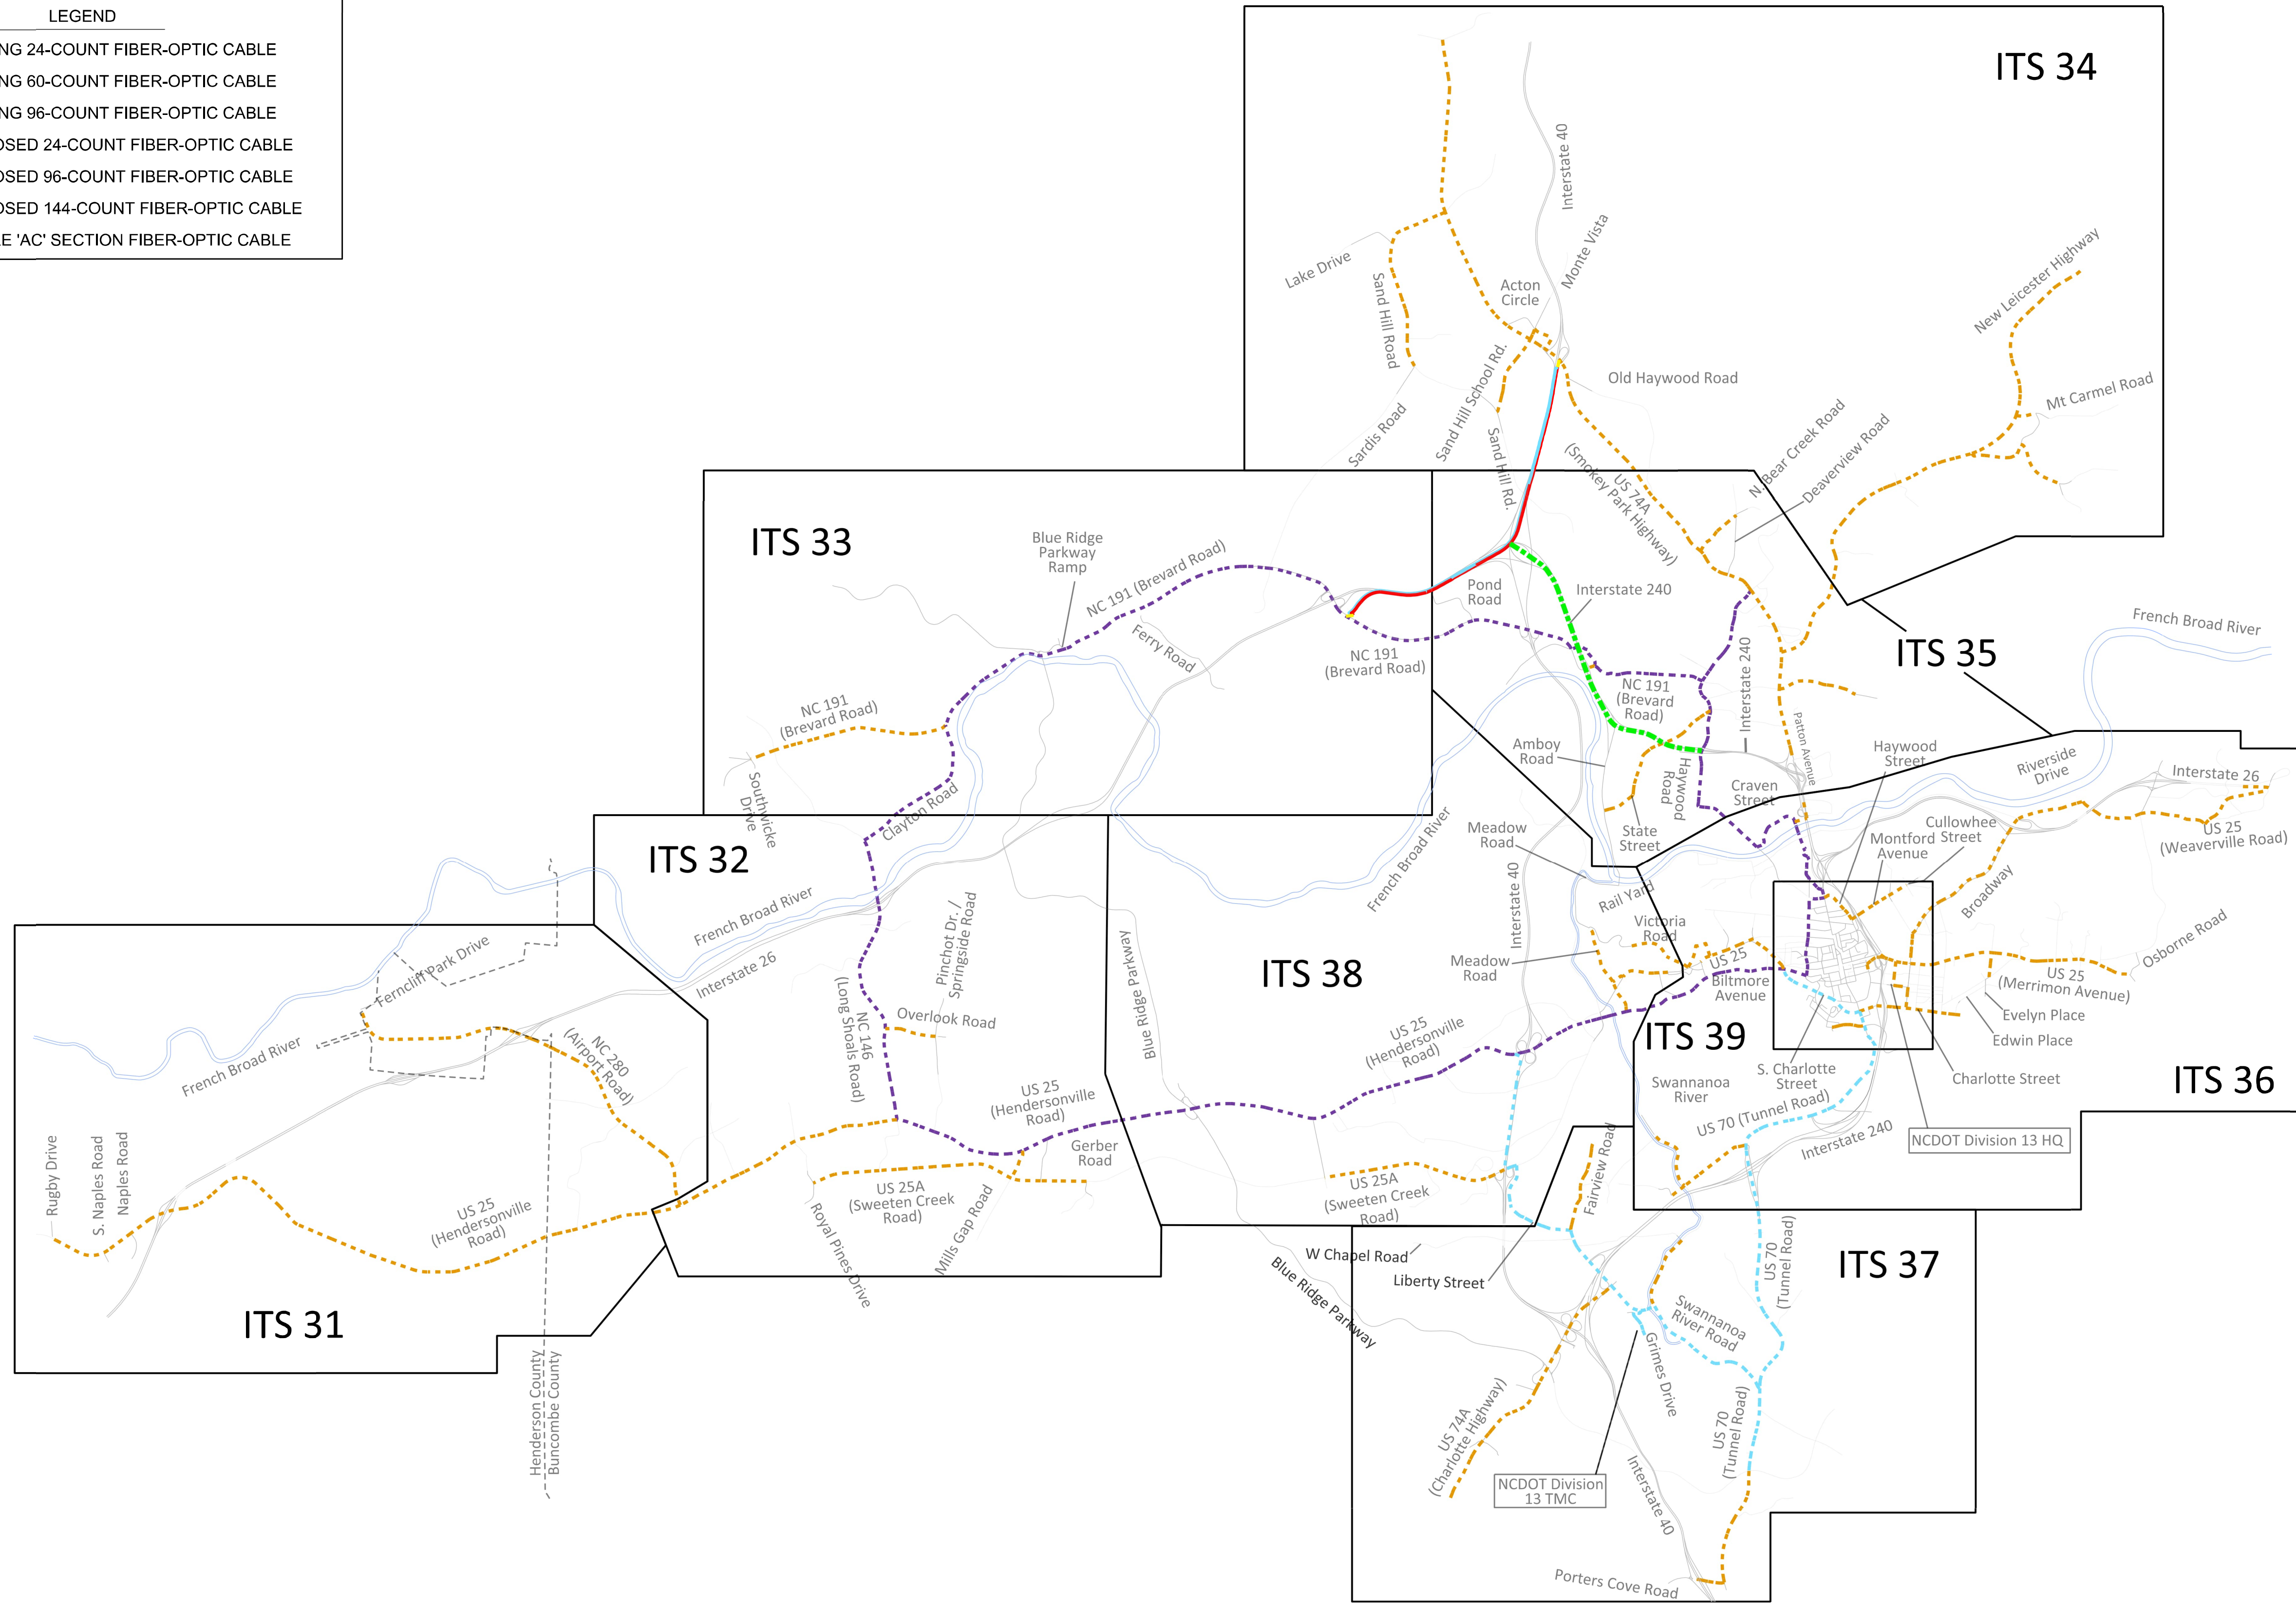 LEGEND
NG 24-COUNT FIBER-OPTIC CABLE
NG 60-COUNT FIBER-OPTIC CABLE
NG 96-COUNT FIBER-OPTIC CABLE
OSED 24-COUNT FIBER-OPTIC CABLE
OSED 96-COUNT FIBER-OPTIC CABLE
OSED 144-COUNT FIBER-OPTIC CABLE
E 'AC' SECTION FIBER-OPTIC CABLE
ITS 34
Interstate 40
Monte Vista
Lake Drive
Acton
Circle
Sand Hill Road
New Leicester Highway
Old Haywood Road
Mt Carmel Road
Sardis Road
Sand Hill School Rd.
Sand Hill Rd.
US 74A
(Smokey Park Highway)
N. Bear Creek Road
Deaverview Road
ITS 33
Blue Ridge
Parkway
Ramp
NC 191 (Brevard Road)
Ferry Road
Pond
Road
Interstate 240
NC 191
(Brevard Road)
NC 191
(Brevard Road)
Southwicke
Drive
Clayton Road
ITS 35
French Broad River
NC 191
(Brevard
Road)
Interstate 240
Patton Avenue
Amboy
Road
Haywood
Road
State
Street
Craven
Street
Haywood
Street
Riverside
Drive
Interstate 26
Cullowhee
Street
Montford
Avenue
US 25
(Weaverville Road)
Broadway
ITS 32
French Broad River
Interstate 26
Pinchot Dr. /
Springside Road
Overlook Road
NC 146
(Long Shoals Road)
US 25
(Hendersonville
Road)
Gerber
Road
US 25A
(Sweeten Creek
Road)
Royal Pines Drive
Mills Gap Road
Blue Ridge Parkway
ITS 38
French Broad River
Meadow
Road
Interstate 40
Rail Yard
Victoria
Road
Meadow
Road
US 25
Biltmore
Avenue
US 25
(Hendersonville
Road)
US 25A
(Sweeten Creek
Road)
ITS 39
Swannanoa
River
S. Charlotte
Street
US 70 (Tunnel Road)
Interstate 240
Osborne Road
US 25
(Merrimon Avenue)
Evelyn Place
Edwin Place
Charlotte Street
ITS 36
NCDOT Division 13 HQ
Ferncliff Park Drive
French Broad River
NC 280
(Airport Road)
Rugby Drive
S. Naples Road
Naples Road
US 25
(Hendersonville
Road)
ITS 31
Henderson County
Buncombe County
Fairview Road
W Chapel Road
Liberty Street
Blue Ridge Parkway
US 70
(Tunnel Road)
ITS 37
Swannanoa
River Road
Grimes Drive
US 74A
(Charlotte Highway)
US 70
(Tunnel Road)
NCDOT Division
13 TMC
Interstate 40
Porters Cove Road